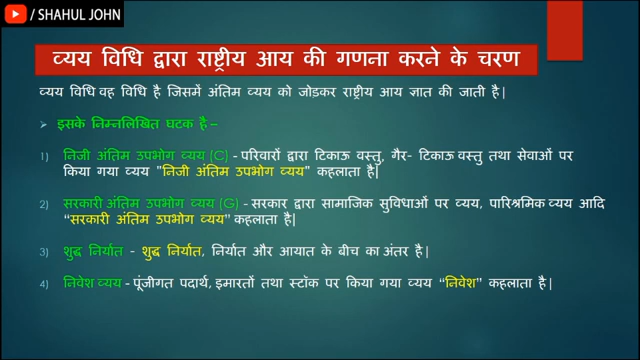 / SHAHUL JOHN
व्यय विधि द्वारा राष्ट्रीय आय की गणना करने के चरण
व्यय विधि वह विधि है जिसमें अंतिम व्यय को जोडकर राष्ट्रीय आय ज्ञात की जाती है|
➢ इसके निम्नलिखित घटक है –
1) निजी अंतिम उपभोग व्यय (C) - परिवारों द्वारा टिकाऊ वस्तु, गैर- टिकाऊ वस्तु तथा सेवाओं पर
किया गया व्यय "निजी अंतिम उपभोग व्यय" कहलाता है|
2) सरकारी अंतिम उपभोग व्यय (G) - सरकार द्वारा सामाजिक सुविधाओं पर व्यय, पारिश्रमिक व्यय आदि
“सरकारी अंतिम उपभोग व्यय” कहलाता है|
3) शुद्ध निर्यात - शुद्ध निर्यात, निर्यात और आयात के बीच का अंतर है|
4) निवेश व्यय - पूंजीगत पदार्थ, इमारतों तथा स्टॉक पर किया गया व्यय “निवेश” कहलाता है|